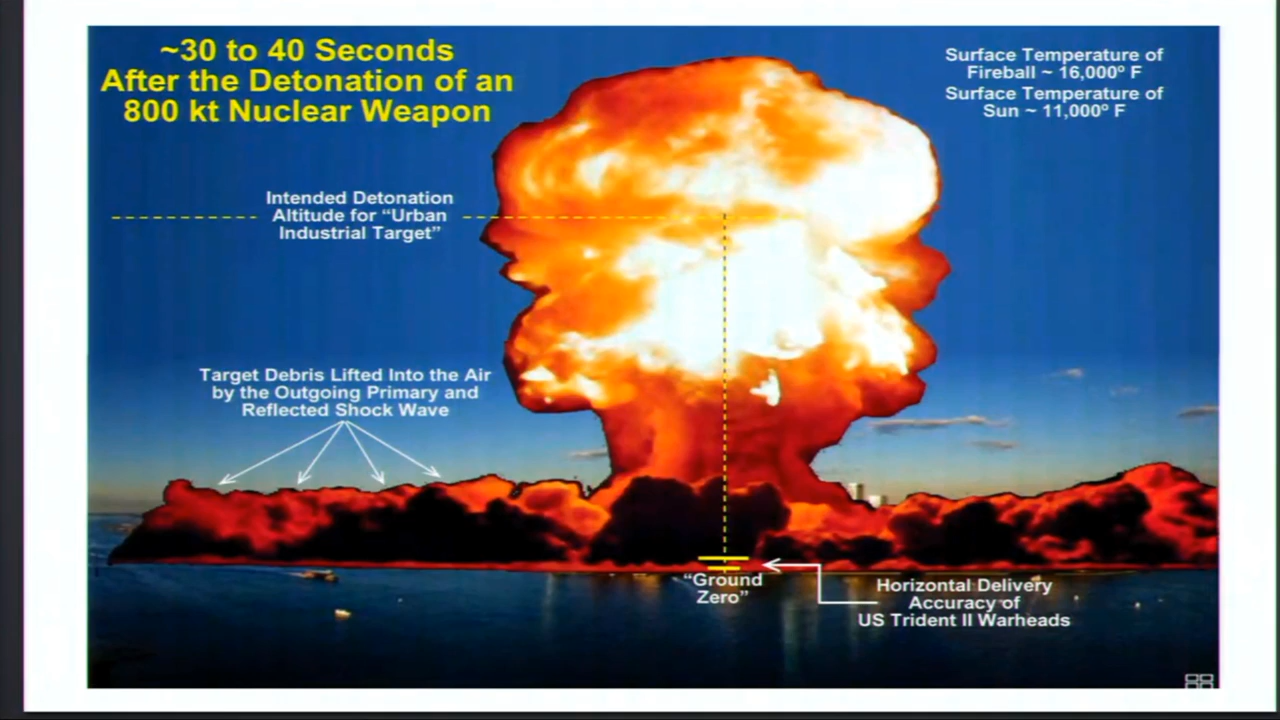 ~30 to 40 Seconds
After the Detonation of an
800 kt Nuclear Weapon
Surface Temperature of
Fireball ~ 16,000º F
Surface Temperature of
Sun ~ 11,000º F
Intended Detonation
Altitude for “Urban
Industrial Target”
Target Debris Lifted Into the Air
by the Outgoing Primary and
Reflected Shock Wave
“Ground
Zero”
Horizontal Delivery
Accuracy of
US Trident II Warheads